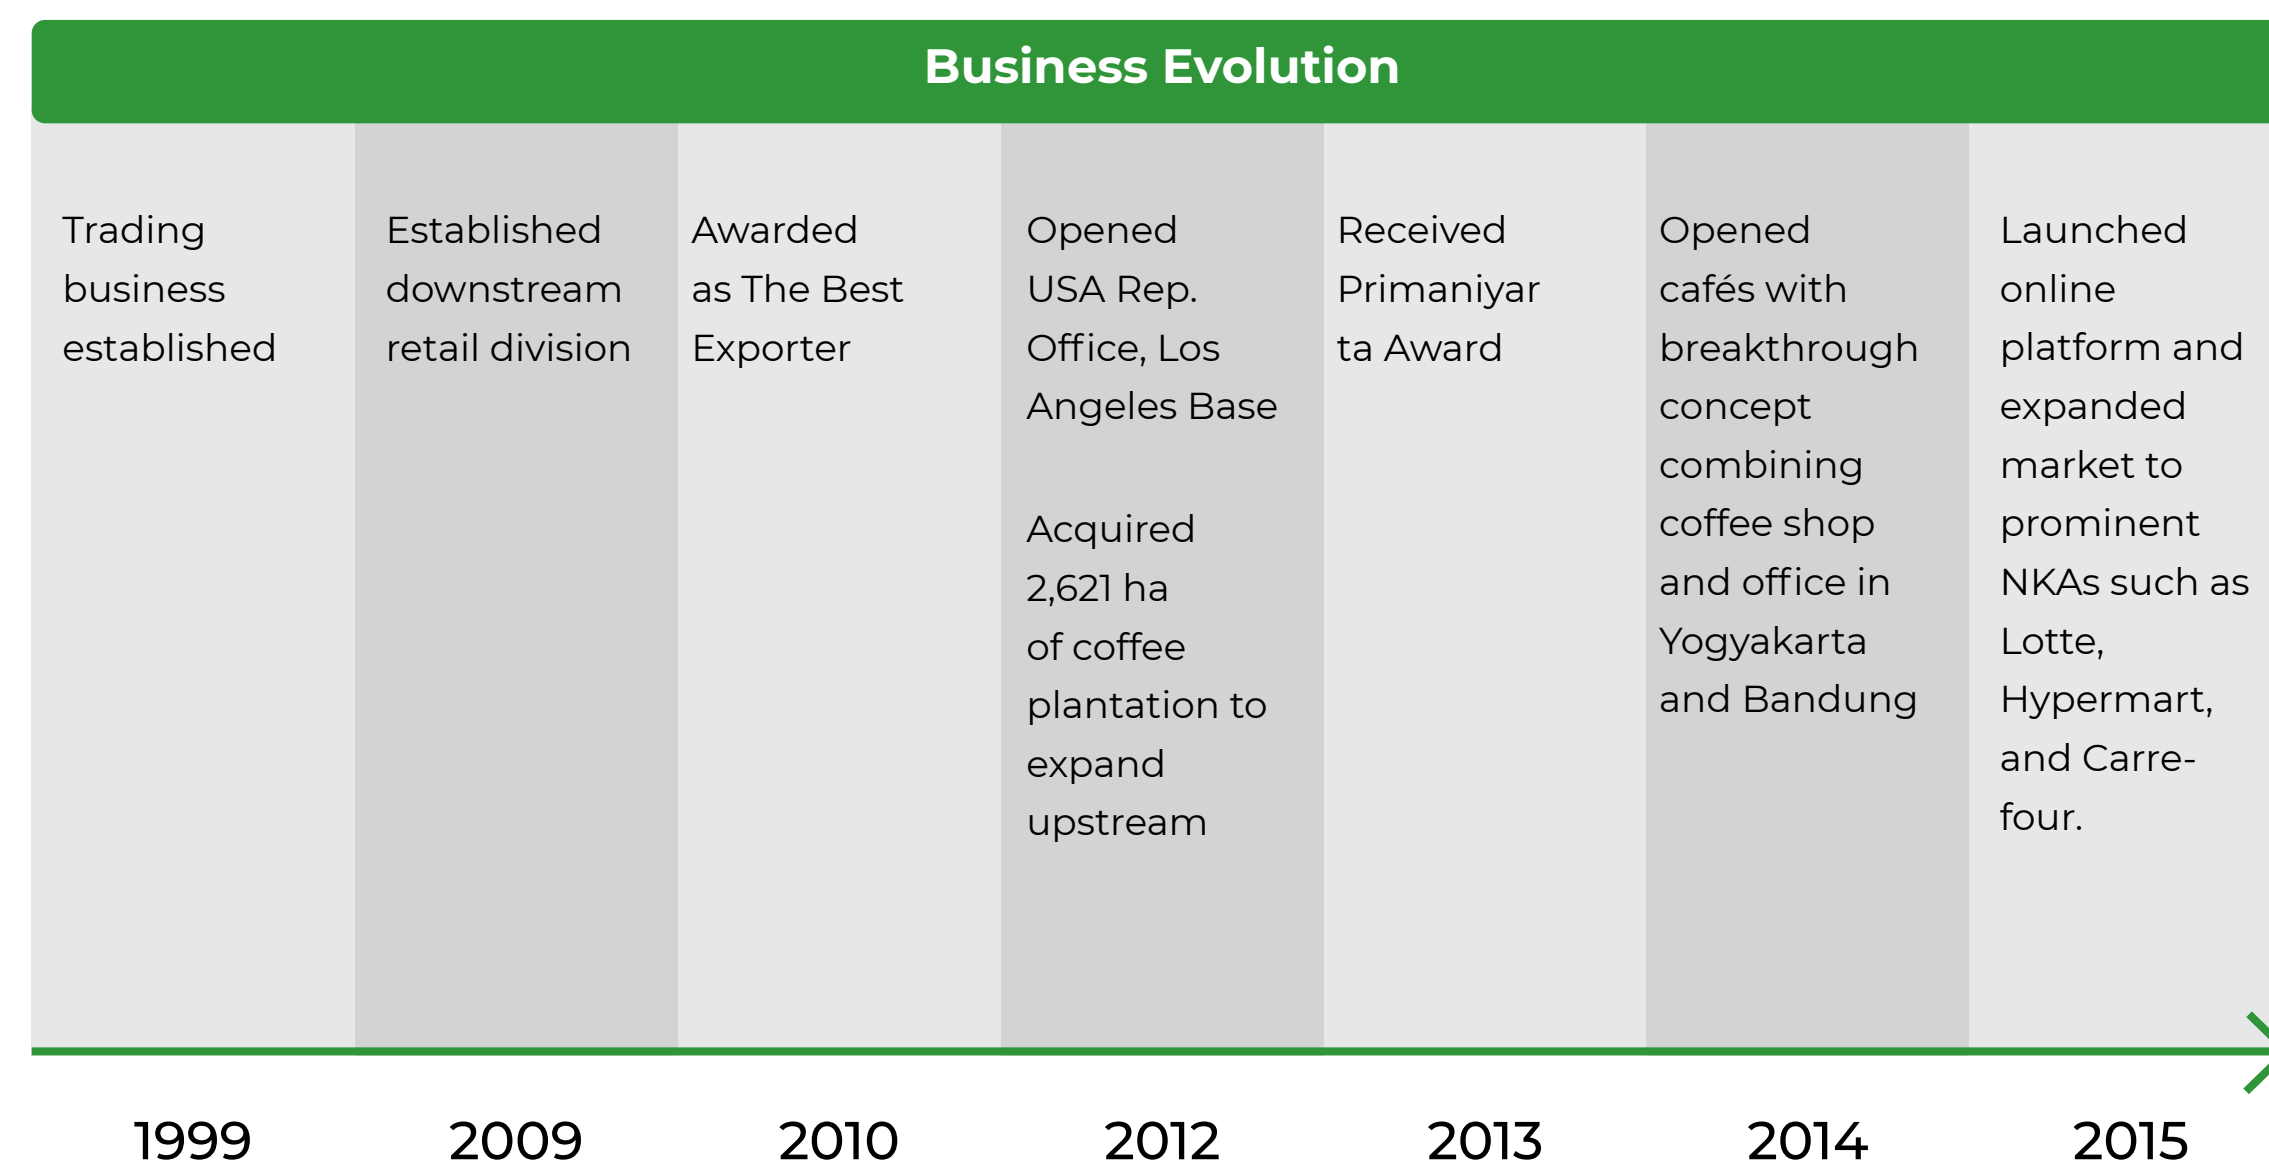 Business Evolution
Trading
business
established
Established
downstream
retail division
Awarded
as The Best
Exporter
Opened
USA Rep.
Office, Los
Angeles Base
Acquired
2,621 ha
of coffee
plantation to
expand
upstream
Received
Primaniyar
ta Award
Opened
cafés with
breakthrough
concept
combining
coffee shop
and office in
Yogyakarta
and Bandung
Launched
online
platform and
expanded
market to
prominent
NKAs such as
Lotte,
Hypermart,
and Carre-
four.
1999
2009
2010
2012
2013
2014
2015